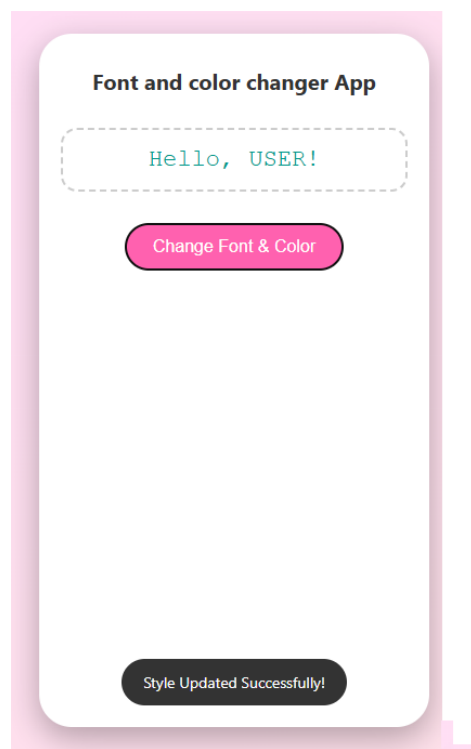 Font and color changer App
Hello, USER!
Change Font & Color
Style Updated Successfully!